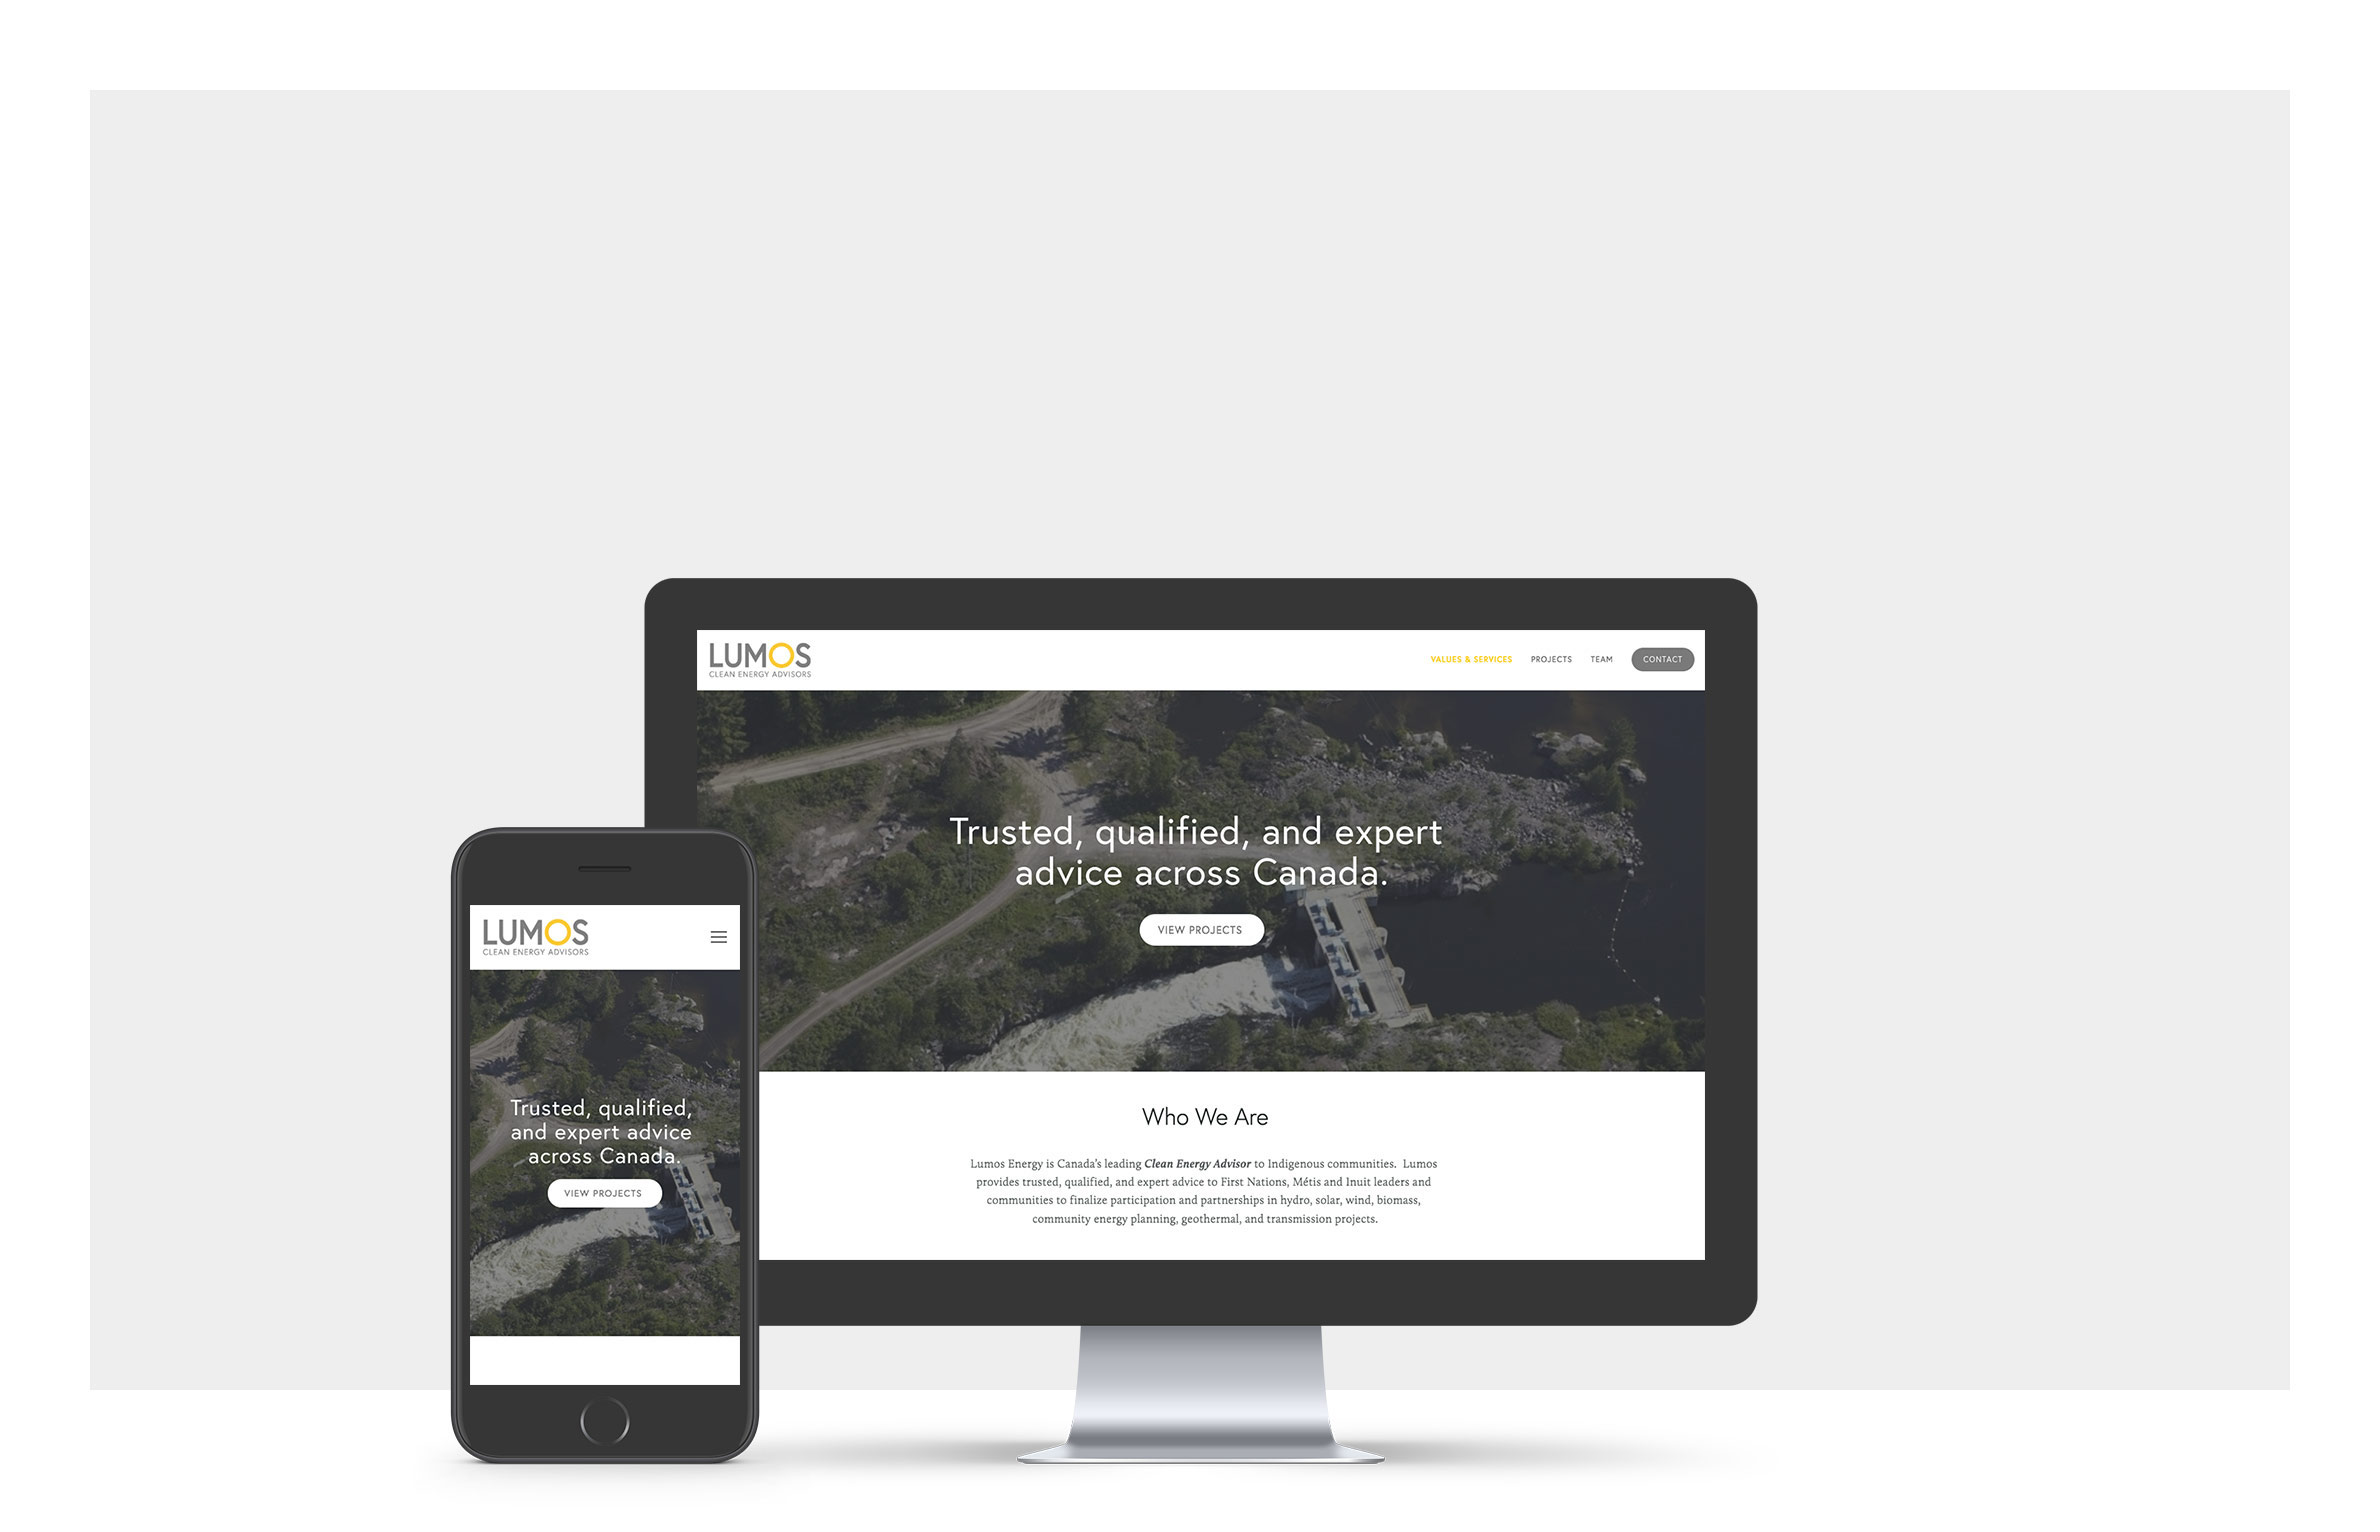 LUMOS
CLEAN ENERGY ADVISORS
VALUES & SERVICES PROJECTS TEAM CONTACT
Trusted, qualified, and expert
advice across Canada.
VIEW PROJECTS
Who We Are
Lumos Energy is Canada's leading Clean Energy Advisor to Indigenous communities. Lumos
provides trusted, qualified, and expert advice to First Nations, Métis and Inuit leaders and
communities to finalize participation and partnerships in hydro, solar, wind, biomass,
community energy planning, geothermal, and transmission projects.
LUMOS
CLEAN ENERGY ADVISORS
Trusted, qualified,
and expert advice
across Canada.
VIEW PROJECTS